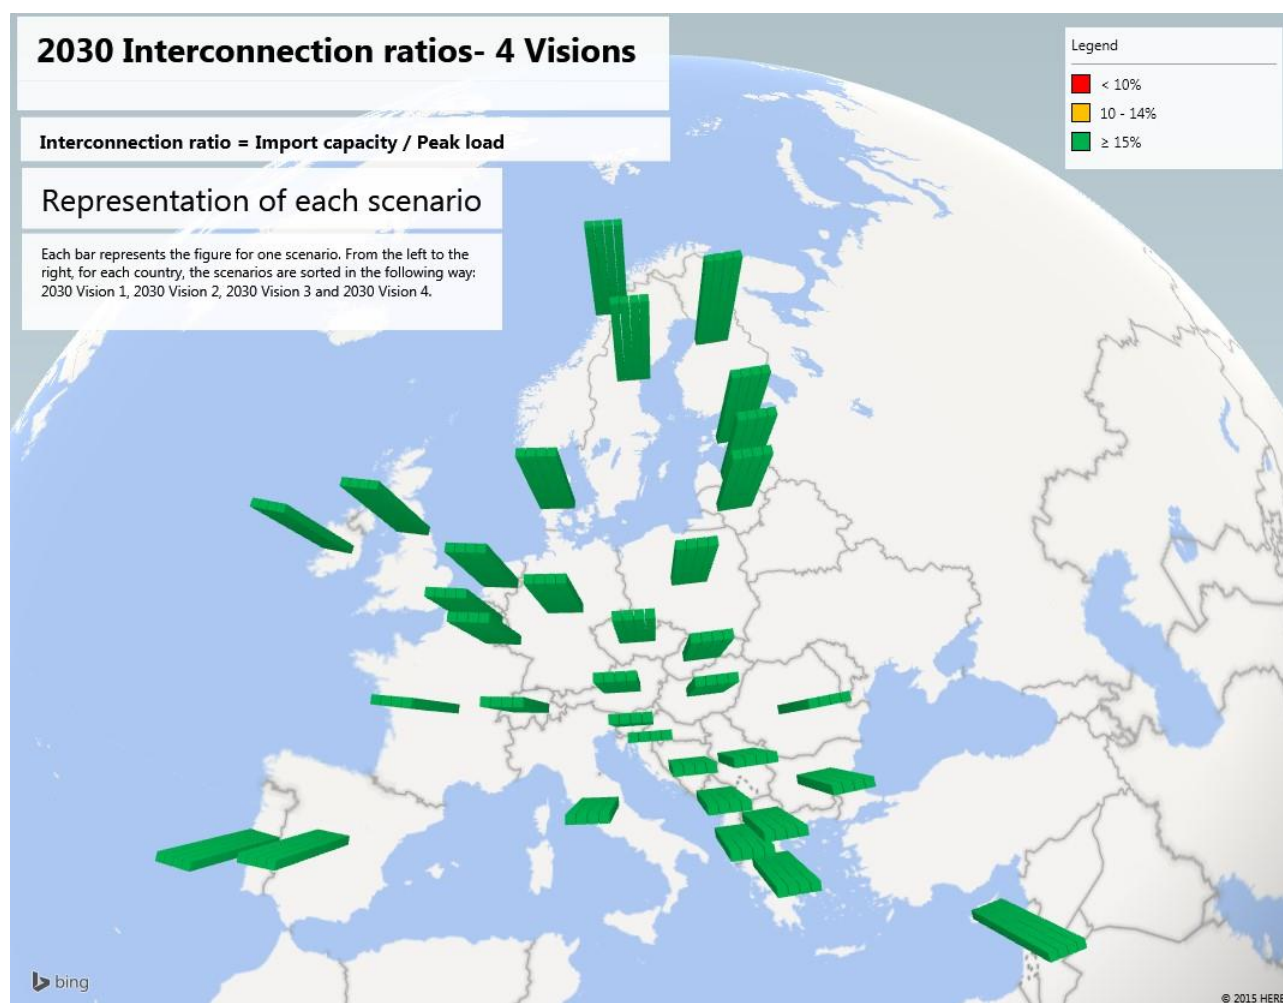 2030 Interconnection ratios- 4 Visions
Interconnection ratio = Import capacity / Peak load
Representation of each scenario
Each bar represents the figure for one scenario. From the left to the
right, for each country, the scenarios are sorted in the following way:
2030 Vision 1, 2030 Vision 2, 2030 Vision 3 and 2030 Vision 4.
Legend
< 10%
10 - 14%
≥ 15%
bing
© 2015 HERE